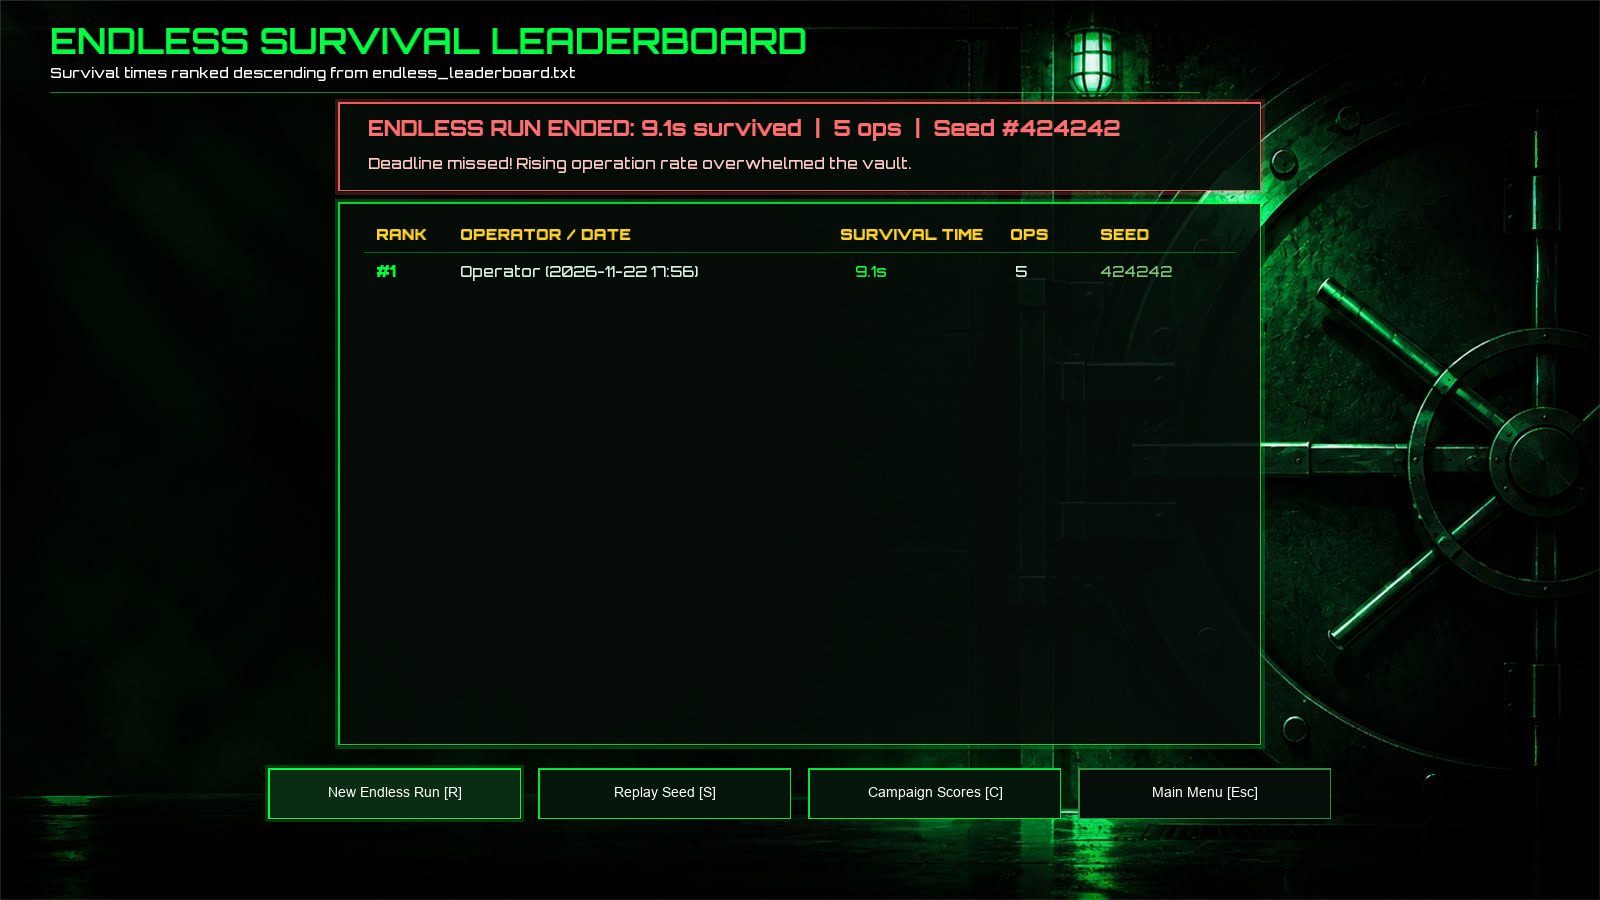 ENDLESS SURVIVAL LEADERBOARD
Survival times ranked descending from endless_leaderboard.txt
ENDLESS RUN ENDED: 9.1s survived | 5 ops | Seed #424242
Deadline missed! Rising operation rate overwhelmed the vault.
RANK OPERATOR / DATE SURVIVAL TIME OPS SEED
#1 Operator (2026-11-22 17:56) 9.1s 5 424242
New Endless Run [R] Replay Seed [S] Campaign Scores [C] Main Menu [Esc]